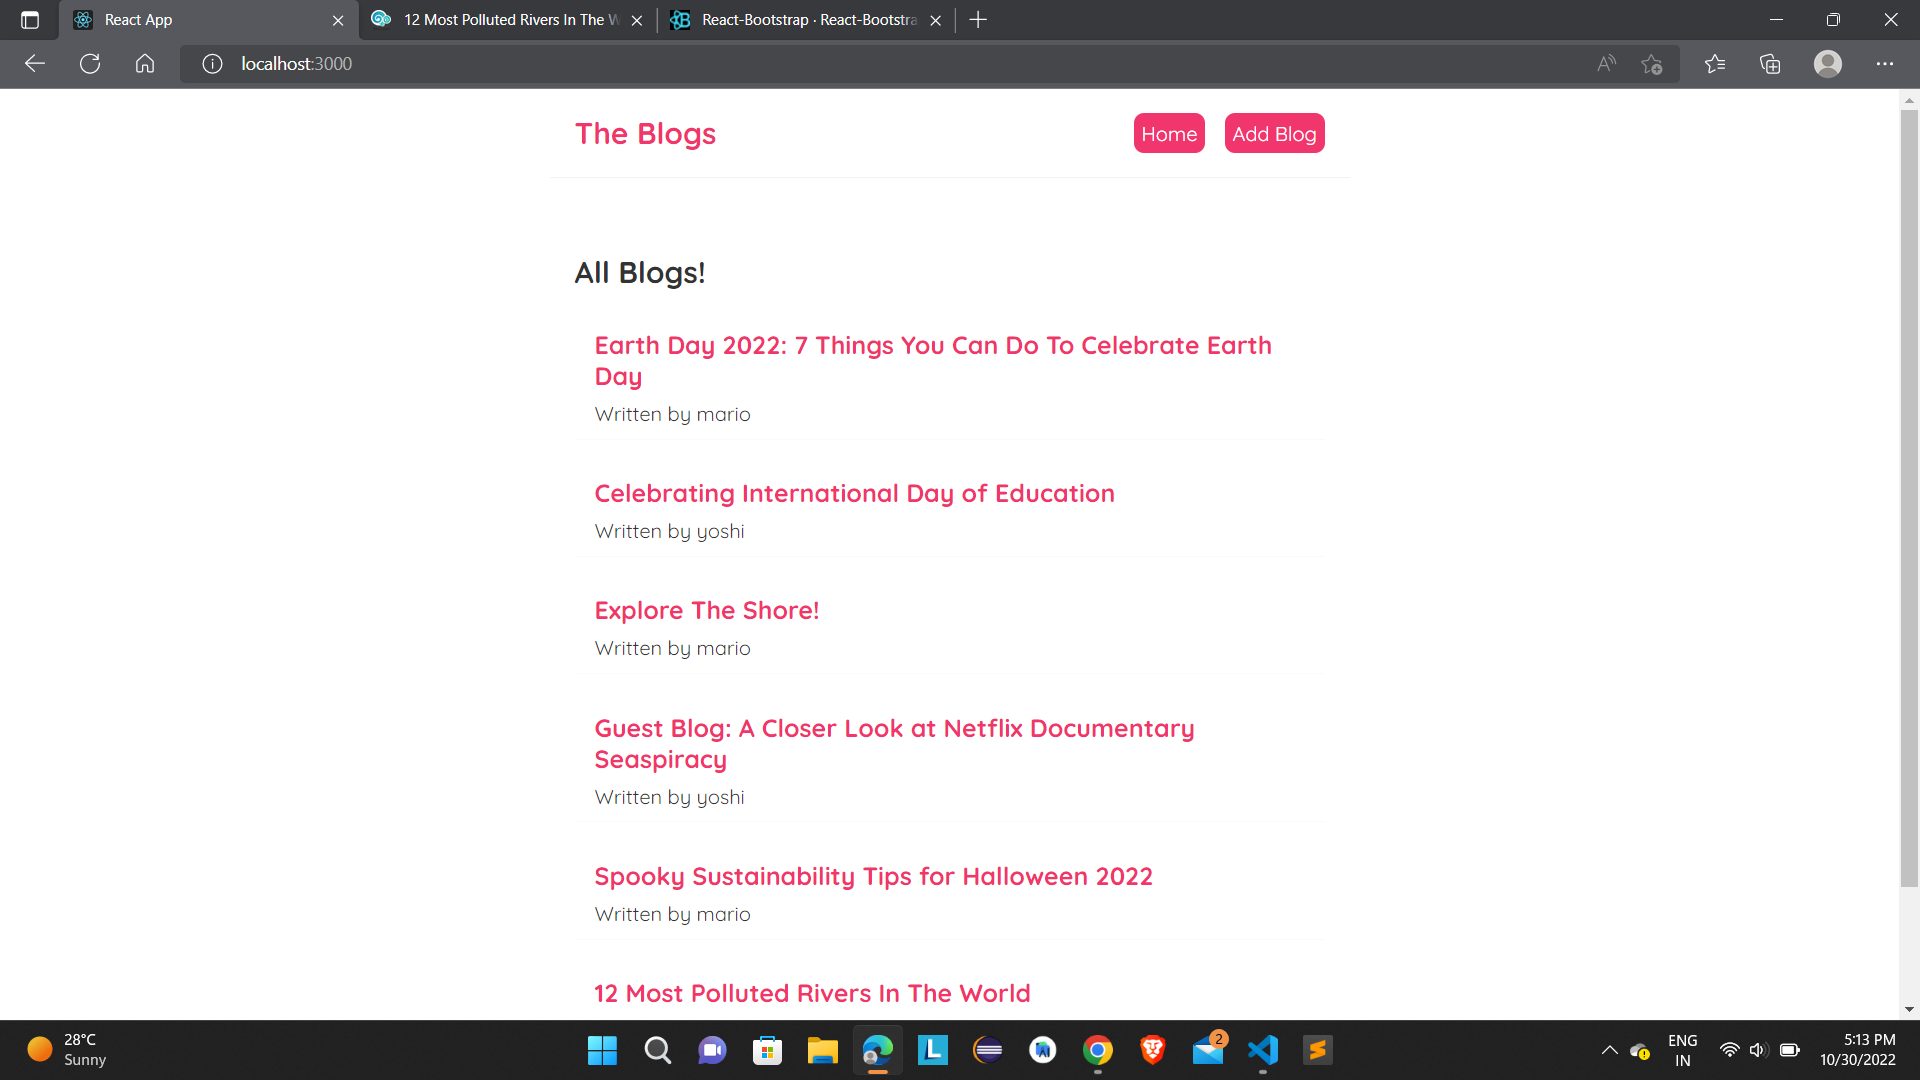 React App
12 Most Polluted Rivers In The W
React-Bootstrap · React-Bootstra
localhost:3000
The Blogs
Home
Add Blog
All Blogs!
Earth Day 2022: 7 Things You Can Do To Celebrate Earth
Day
Written by mario
Celebrating International Day of Education
Written by yoshi
Explore The Shore!
Written by mario
Guest Blog: A Closer Look at Netflix Documentary
Seaspiracy
Written by yoshi
Spooky Sustainability Tips for Halloween 2022
Written by mario
12 Most Polluted Rivers In The World
28°C
Sunny
2
ENG
IN
5:13 PM
10/30/2022